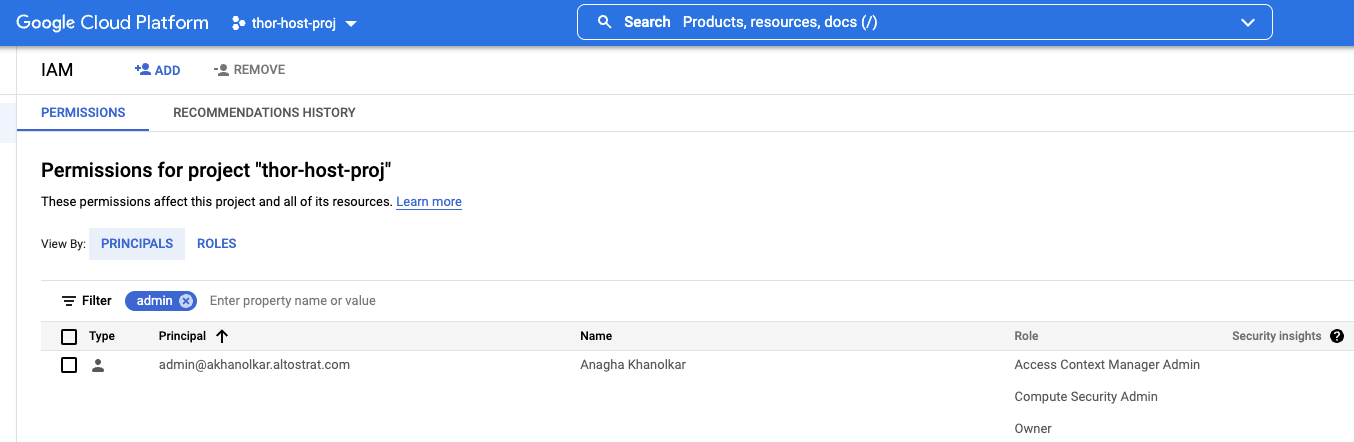 Google Cloud Platform thor-host-proj Search Products, resources, docs (/)
IAM ADD REMOVE
PERMISSIONS RECOMMENDATIONS HISTORY
Permissions for project "thor-host-proj"
These permissions affect this project and all of its resources. Learn more
View By: PRINCIPALS ROLES
Filter admin Enter property name or value
Type Principal Name Role Security insights
admin@akhanolkar.altostrat.com Anagha Khanolkar Access Context Manager Admin
Compute Security Admin
Owner